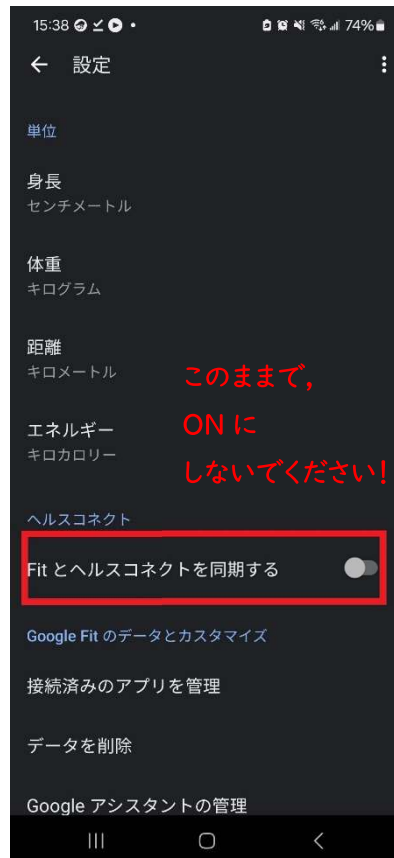 15:38
74%
設定
単位
身長
センチメートル
体重
キログラム
距離
キロメートル
このままで,
ONに
しないでください!
エネルギー
キロカロリー
ヘルスコネクト
Fit とヘルスコネクトを同期する
Google Fit のデータとカスタマイズ
接続済みのアプリを管理
データを削除
Google アシスタントの管理